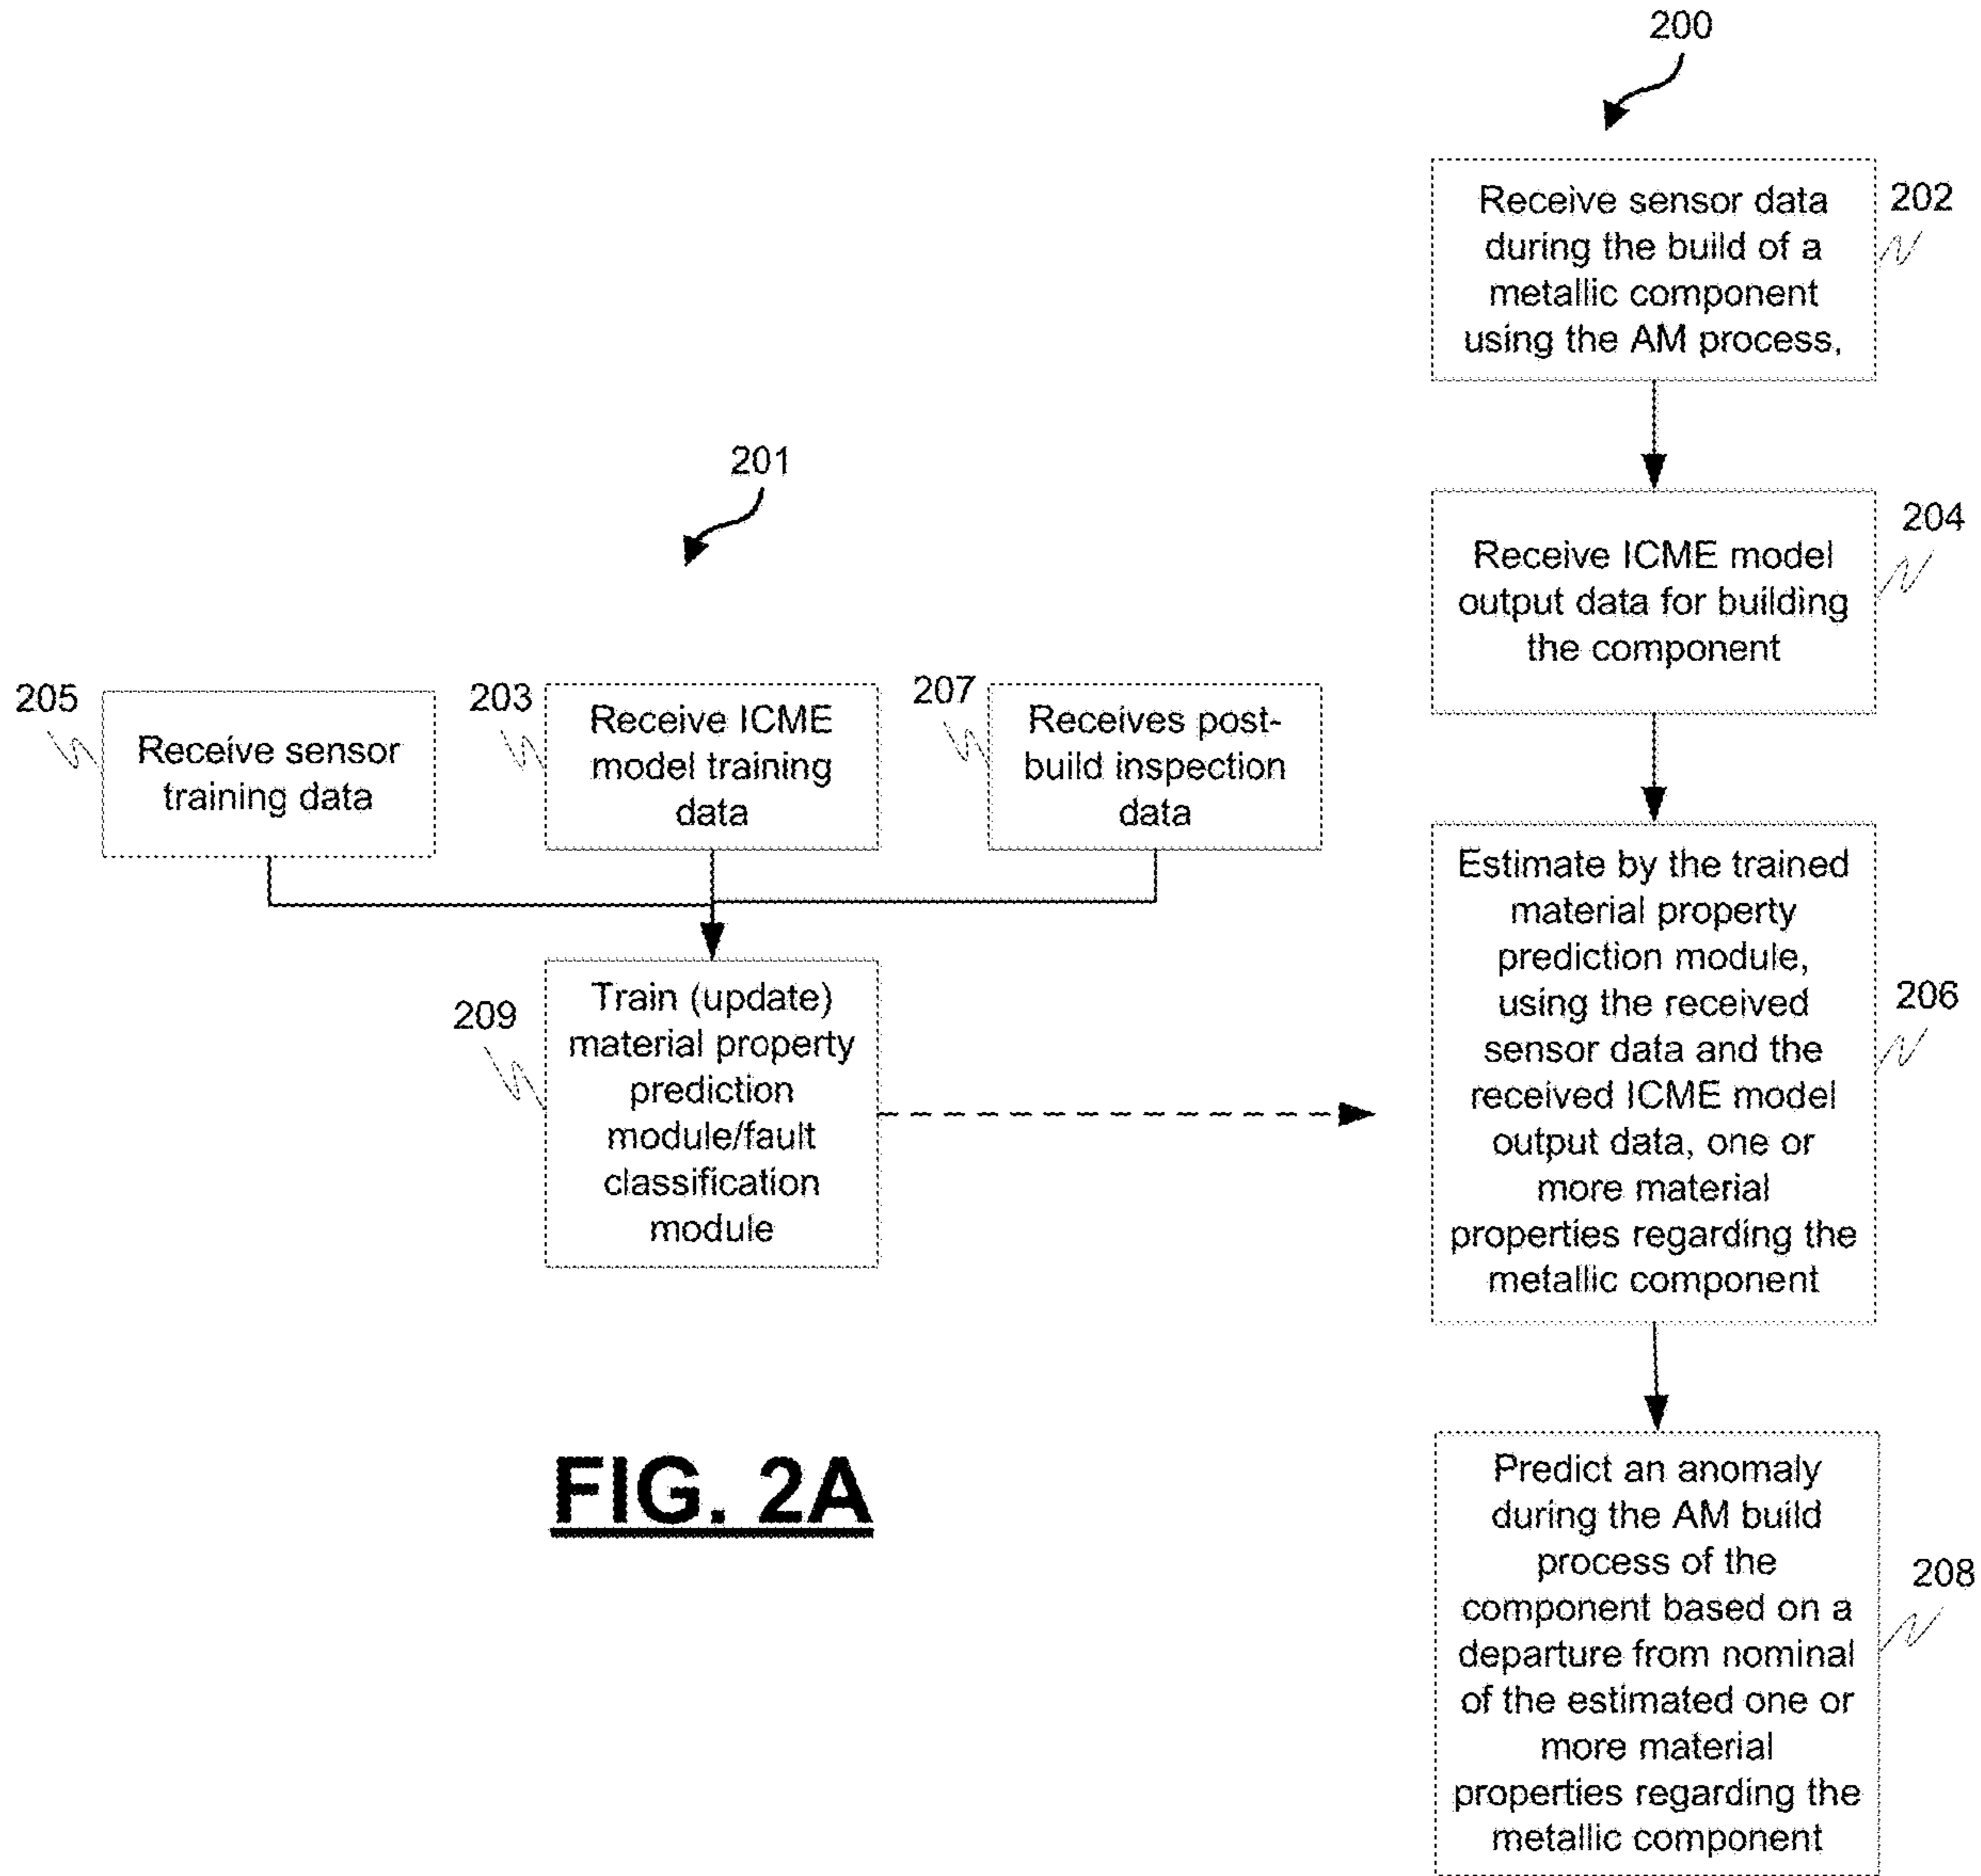 200
Receive sensor data
during the build of a
metallic component
using the AM process,
202
Receive ICME model
output data for building
the component
204
201
205
Receive sensor
training data
203
Receive ICME
model training
data
207
Receives post-
build inspection
data
209
Train (update)
material property
prediction
module/fault
classification
module
Estimate by the trained
material property
prediction module,
using the received
sensor data and the
received ICME model
output data, one or
more material
properties regarding the
metallic component
206
Predict an anomaly
during the AM build
process of the
component based on a
departure from nominal
of the estimated one or
more material
properties regarding the
metallic component
208
FIG. 2A